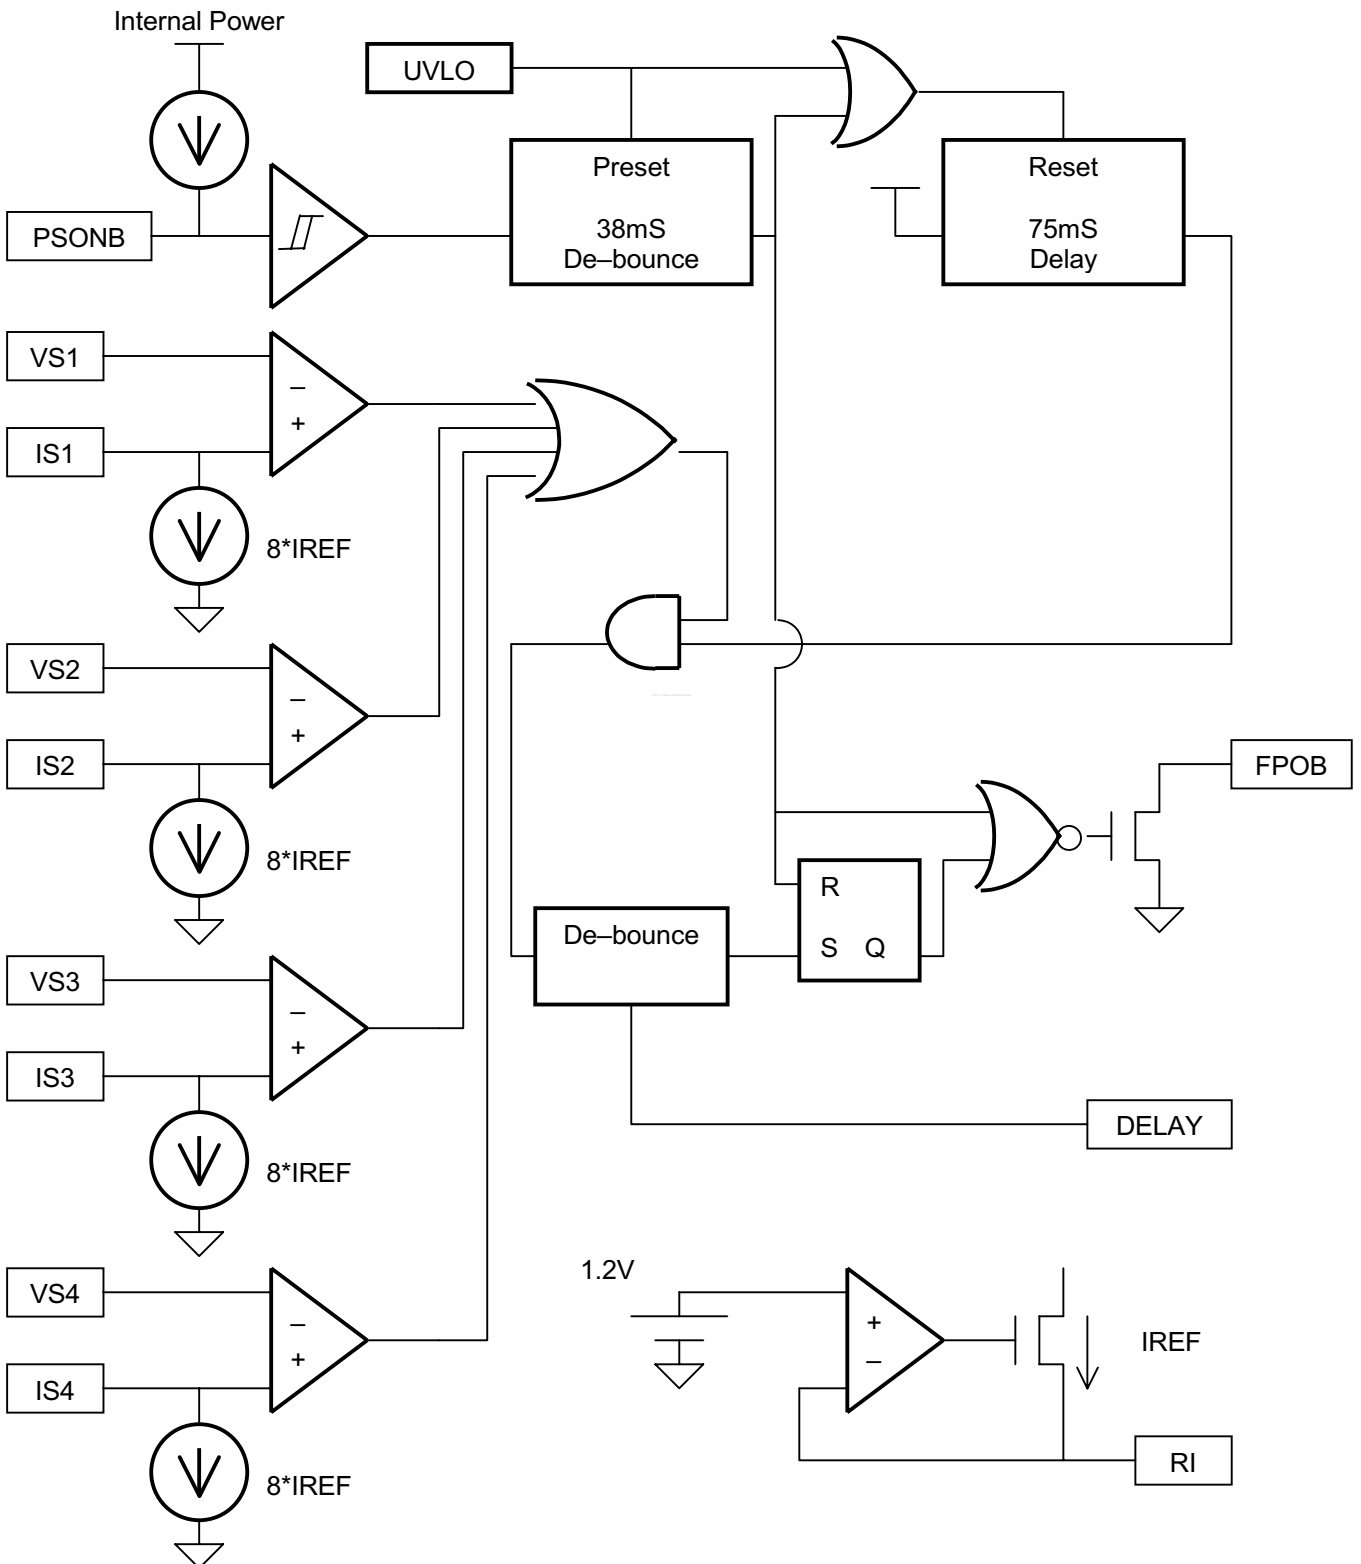 Internal Power
UVLO
Preset
38mS
De–bounce
Reset
75mS
Delay
PSONB
VS1
–
+
IS1
8*IREF
VS2
–
+
IS2
8*IREF
FPOB
R
S Q
De–bounce
VS3
–
+
IS3
8*IREF
DELAY
VS4
–
+
IS4
8*IREF
1.2V
+
–
IREF
RI